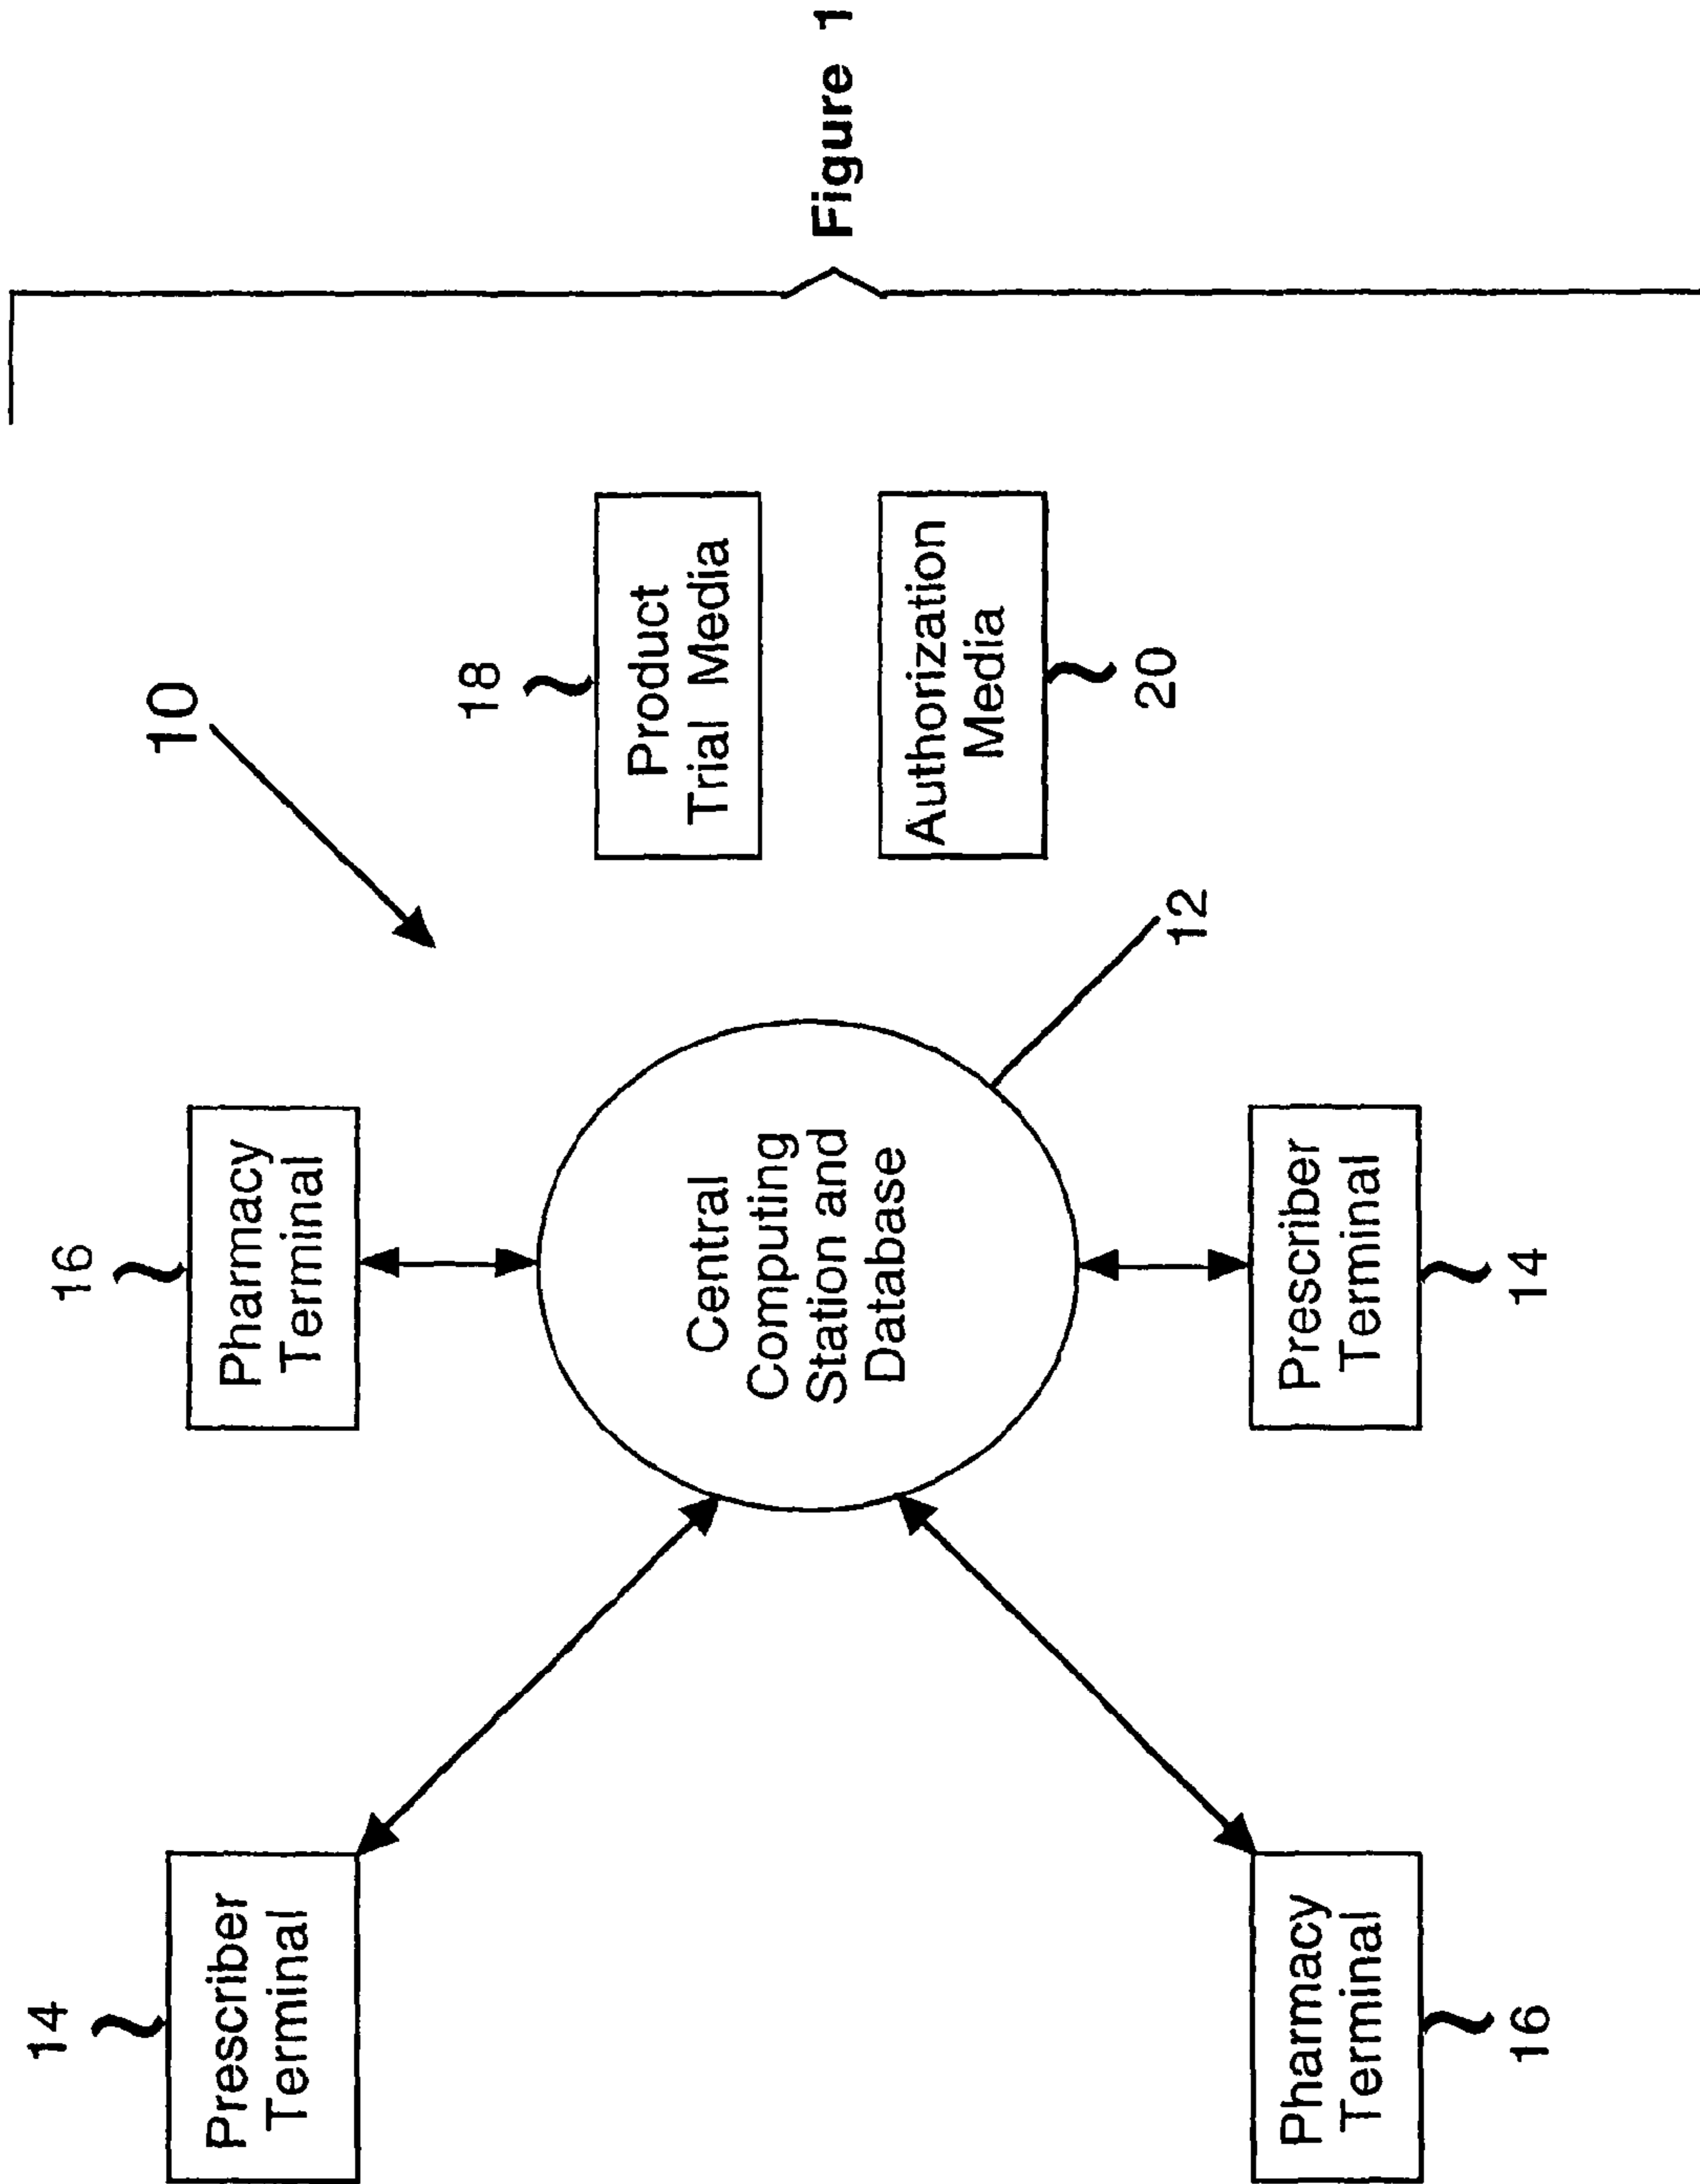 14
Prescriber
Terminal
16
Pharmacy
Terminal
10
18
Product
Trial Media
Central
Computing
Station and
Database
12
Authorization
Media
20
Pharmacy
Terminal
16
Prescriber
Terminal
14
Figure 1